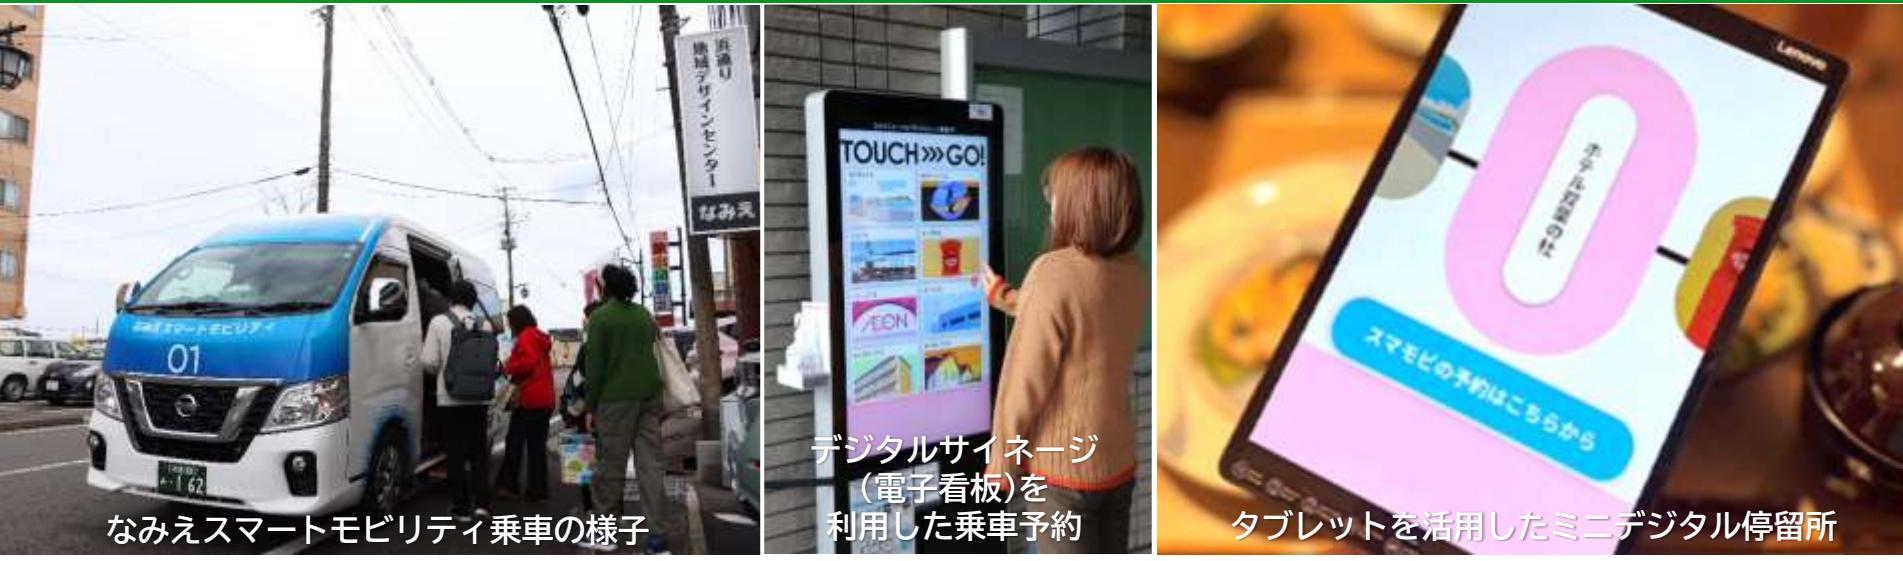 浜通り
地域デザインセンター
なみえ
なみえスマートモビリティ
01
・162
なみえスマートモビリティ乗車の様子
TOUCH >>> GO!
ÆON
デジタルサイネージ
（電子看板）を
利用した乗車予約
Lenovo
ホテル双葉の杜
スマモビの予約はこちらから
タブレットを活用したミニデジタル停留所